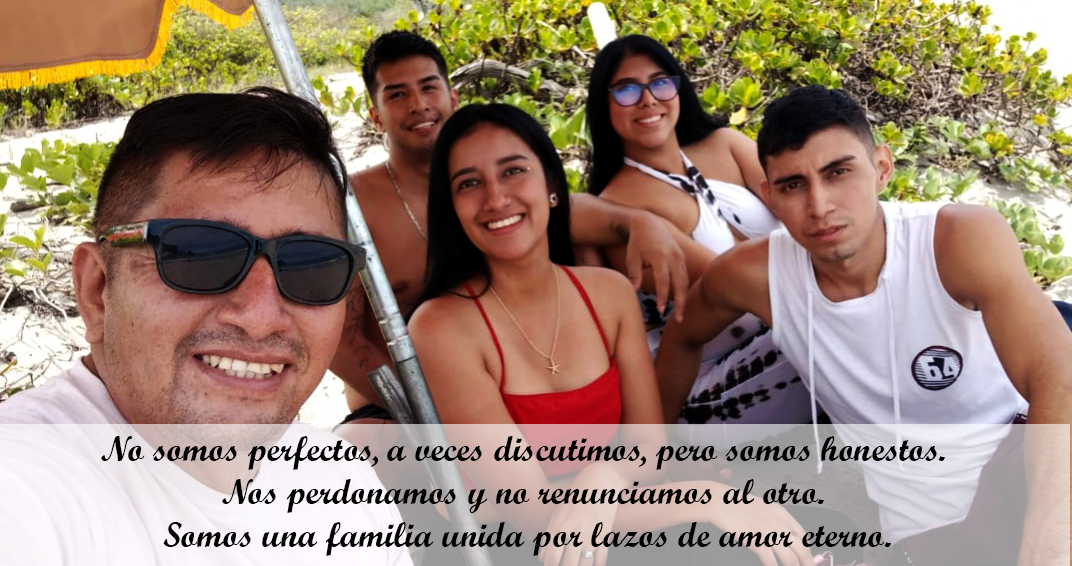 64
No somos perfectos, a veces discutimos, pero somos honestos.
Nos perdonamos y no renunciamos al otro.
Somos una familia unida por lazos de amor eterno.